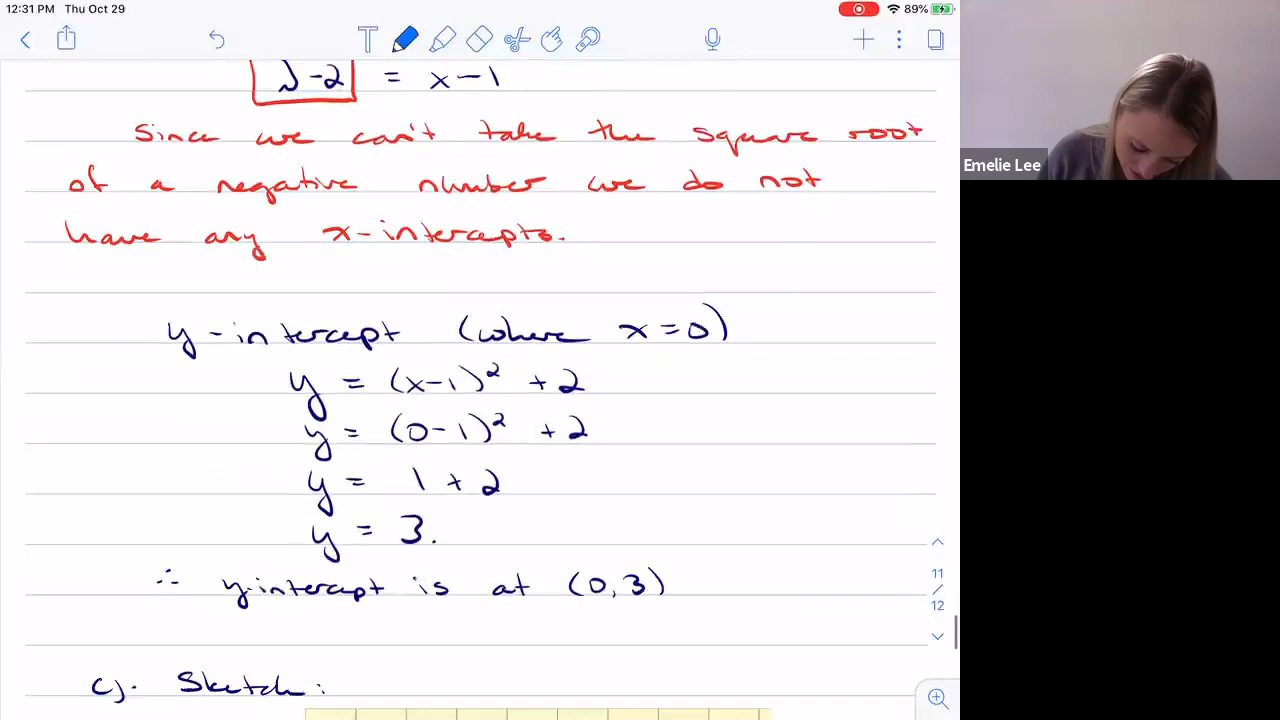 12:31 PM Thu Oct 29
89%
√-2 = x-1
Since we can't take the square root
of a negative number we do not
have any x-intercepts.
Emelie Lee
y-intercept (where x=0)
y = (x-1)² +2
y = (0-1)² +2
y = 1+2
y = 3.
∴ y-intercept is at (0,3)
11
/
12
c). Sketch: